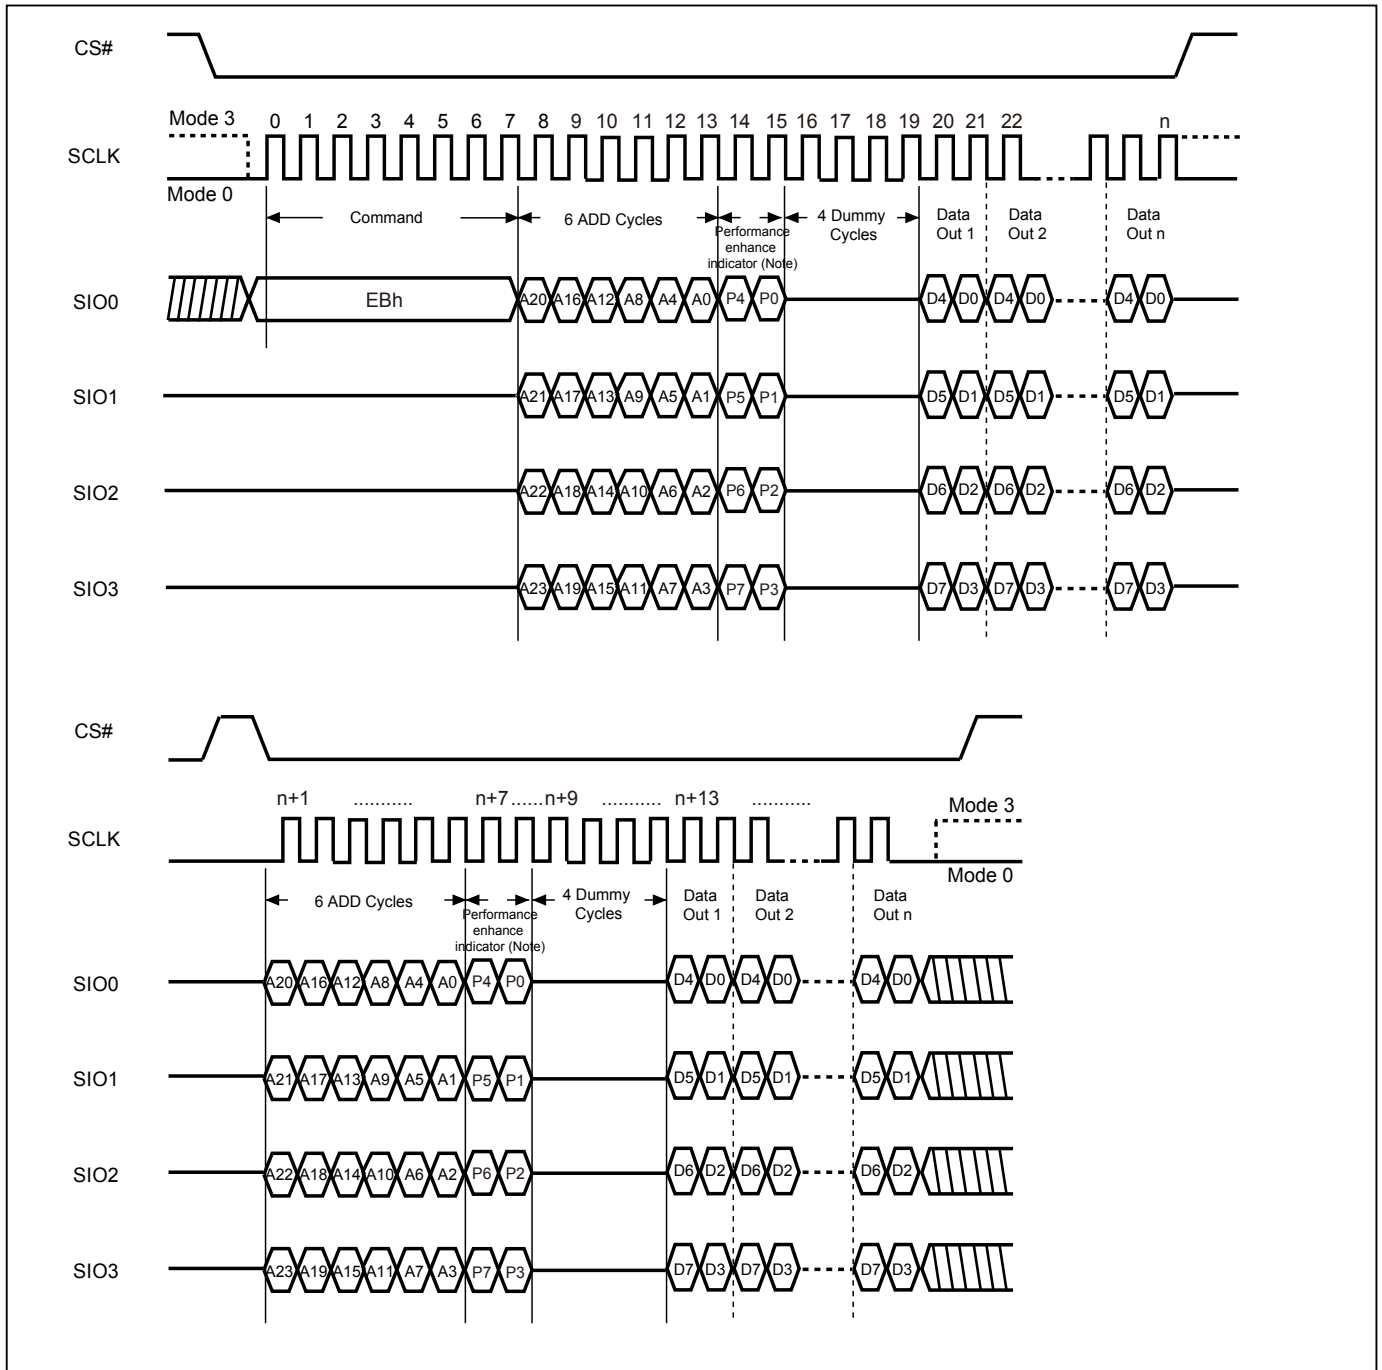 CS#
Mode 3
0 1 2 3 4 5 6 7 8 9 10 11 12 13 14 15 16 17 18 19 20 21 22 n
SCLK
Mode 0
Command 6 ADD Cycles Performance enhance indicator (Note) 4 Dummy Cycles Data Out 1 Data Out 2 Data Out n
SIO0 EBh A20 A16 A12 A8 A4 A0 P4 P0 D4 D0 D4 D0 D4 D0
SIO1 A21 A17 A13 A9 A5 A1 P5 P1 D5 D1 D5 D1 D5 D1
SIO2 A22 A18 A14 A10 A6 A2 P6 P2 D6 D2 D6 D2 D6 D2
SIO3 A23 A19 A15 A11 A7 A3 P7 P3 D7 D3 D7 D3 D7 D3
CS#
n+1 ........... n+7 ...... n+9 ........... n+13 ...........
Mode 3
SCLK
Mode 0
6 ADD Cycles Performance enhance indicator (Note) 4 Dummy Cycles Data Out 1 Data Out 2 Data Out n
SIO0 A20 A16 A12 A8 A4 A0 P4 P0 D4 D0 D4 D0 D4 D0
SIO1 A21 A17 A13 A9 A5 A1 P5 P1 D5 D1 D5 D1 D5 D1
SIO2 A22 A18 A14 A10 A6 A2 P6 P2 D6 D2 D6 D2 D6 D2
SIO3 A23 A19 A15 A11 A7 A3 P7 P3 D7 D3 D7 D3 D7 D3